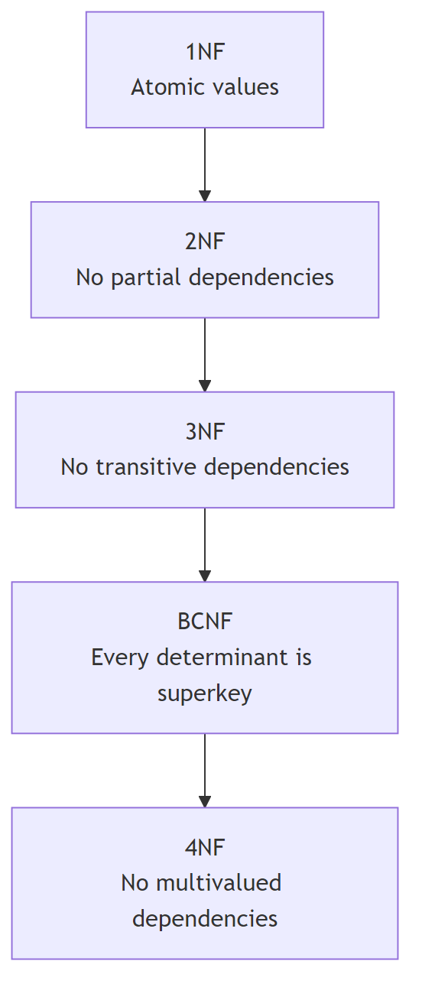 1NF
Atomic values
2NF
No partial dependencies
3NF
No transitive dependencies
BCNF
Every determinant is
superkey
4NF
No multivalued
dependencies